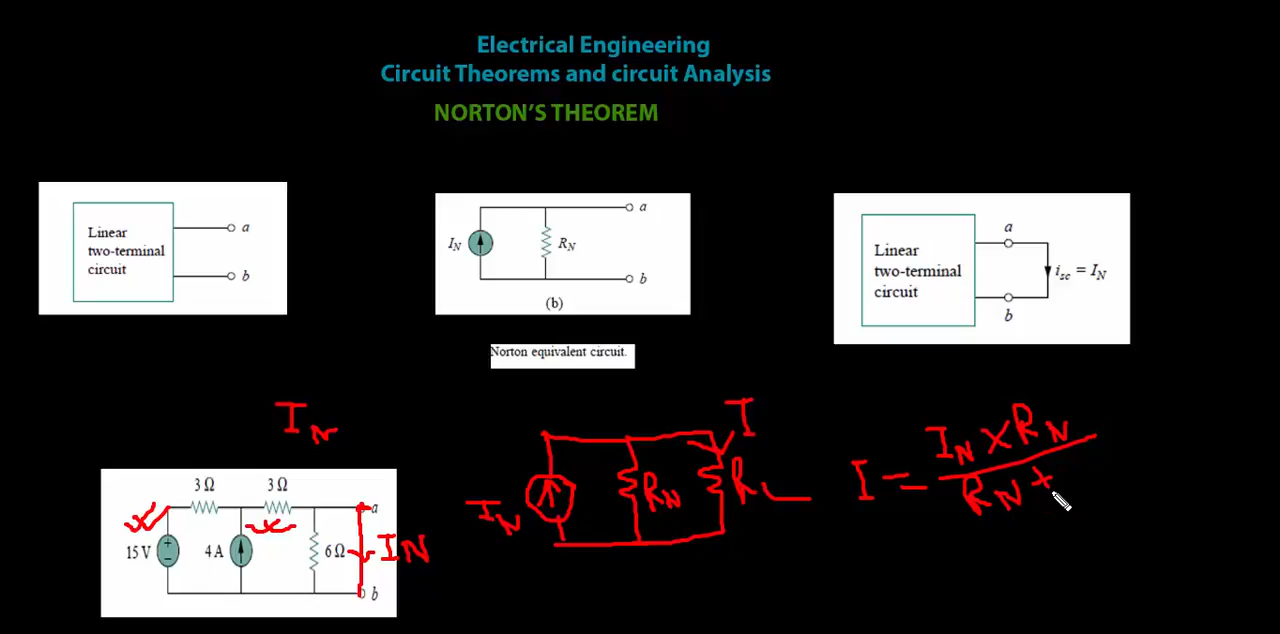 Electrical Engineering
Circuit Theorems and circuit Analysis
NORTON'S THEOREM
Linear
two-terminal
circuit
a
b
I_N
R_N
a
b
(b)
Norton equivalent circuit.
Linear
two-terminal
circuit
a
b
i_sc = I_N
I_N
3 Ω
3 Ω
15 V
+
−
4 A
6 Ω
a
b
I_N
I_N
R_N
R_L
I
I = I_N × R_N
R_N +